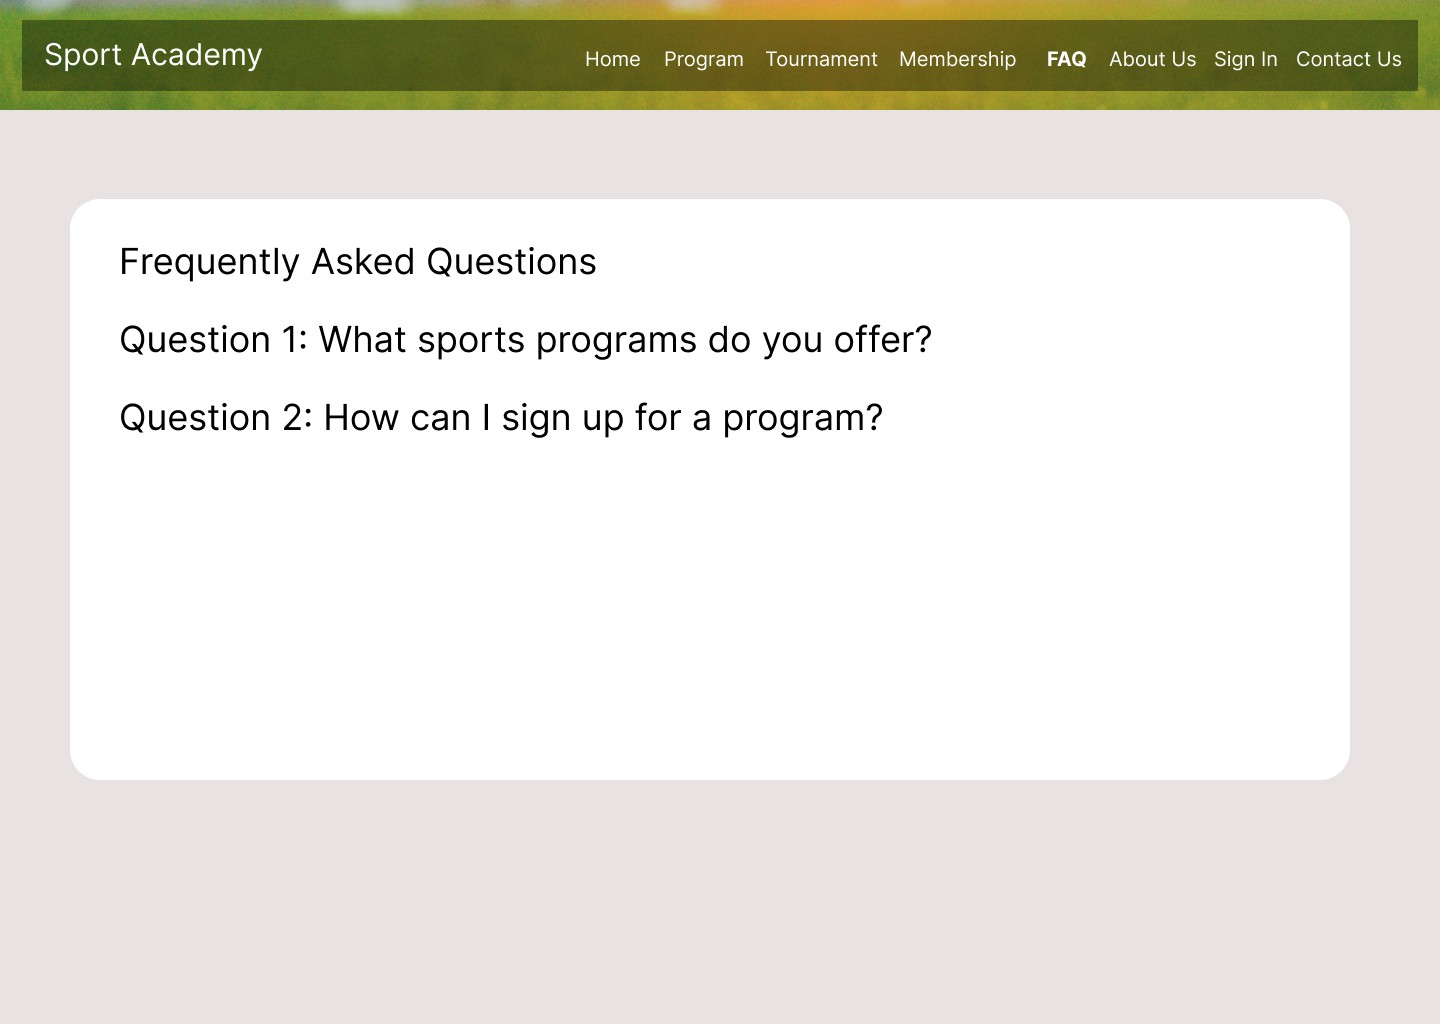 Sport Academy
Home Program Tournament Membership FAQ About Us Sign In Contact Us
Frequently Asked Questions
Question 1: What sports programs do you offer?
Question 2: How can I sign up for a program?